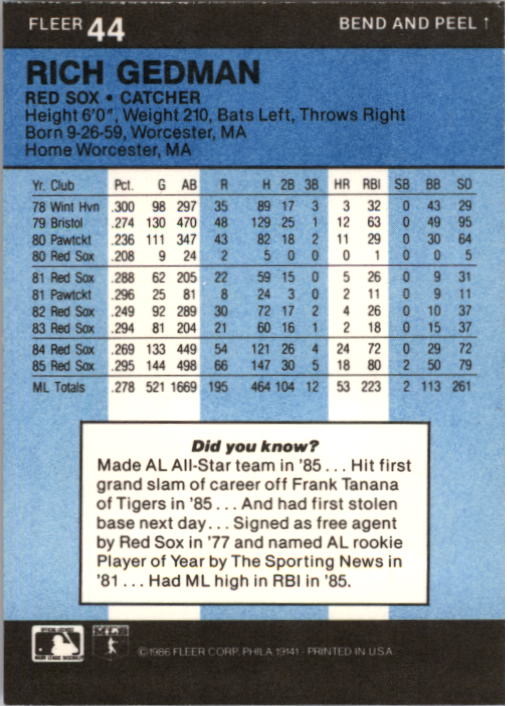 FLEER 44 BEND AND PEEL ↑
RICH GEDMAN
RED SOX • CATCHER
Height 6'0", Weight 210, Bats Left, Throws Right
Born 9-26-59, Worcester, MA
Home Worcester, MA
Yr. Club Pct. G AB R H 2B 3B HR RBI SB BB SO
78 Wint Hvn .300 98 297 35 89 17 3 3 32 0 43 29
79 Bristol .274 130 470 48 129 25 1 12 63 0 49 95
80 Pawtckt .236 111 347 43 82 18 2 11 29 0 30 64
80 Red Sox .208 9 24 2 5 0 0 0 1 0 0 5
81 Red Sox .288 62 205 22 59 15 0 5 26 0 9 31
81 Pawtckt .296 25 81 8 24 3 0 2 11 0 9 11
82 Red Sox .249 92 289 30 72 17 2 4 26 0 10 37
83 Red Sox .294 81 204 21 60 16 1 2 18 0 15 37
84 Red Sox .269 133 449 54 121 26 4 24 72 0 29 72
85 Red Sox .295 144 498 66 147 30 5 18 80 2 50 79
ML Totals .278 521 1669 195 464 104 12 53 223 2 113 261
Did you know?
Made AL All-Star team in '85 . . . Hit first
grand slam of career off Frank Tanana
of Tigers in '85 . . . And had first stolen
base next day . . . Signed as free agent
by Red Sox in '77 and named AL rookie
Player of Year by The Sporting News in
'81 . . . Had ML high in RBI in '85.
©1986 FLEER CORP. PHILA 19141 - PRINTED IN U.S.A.